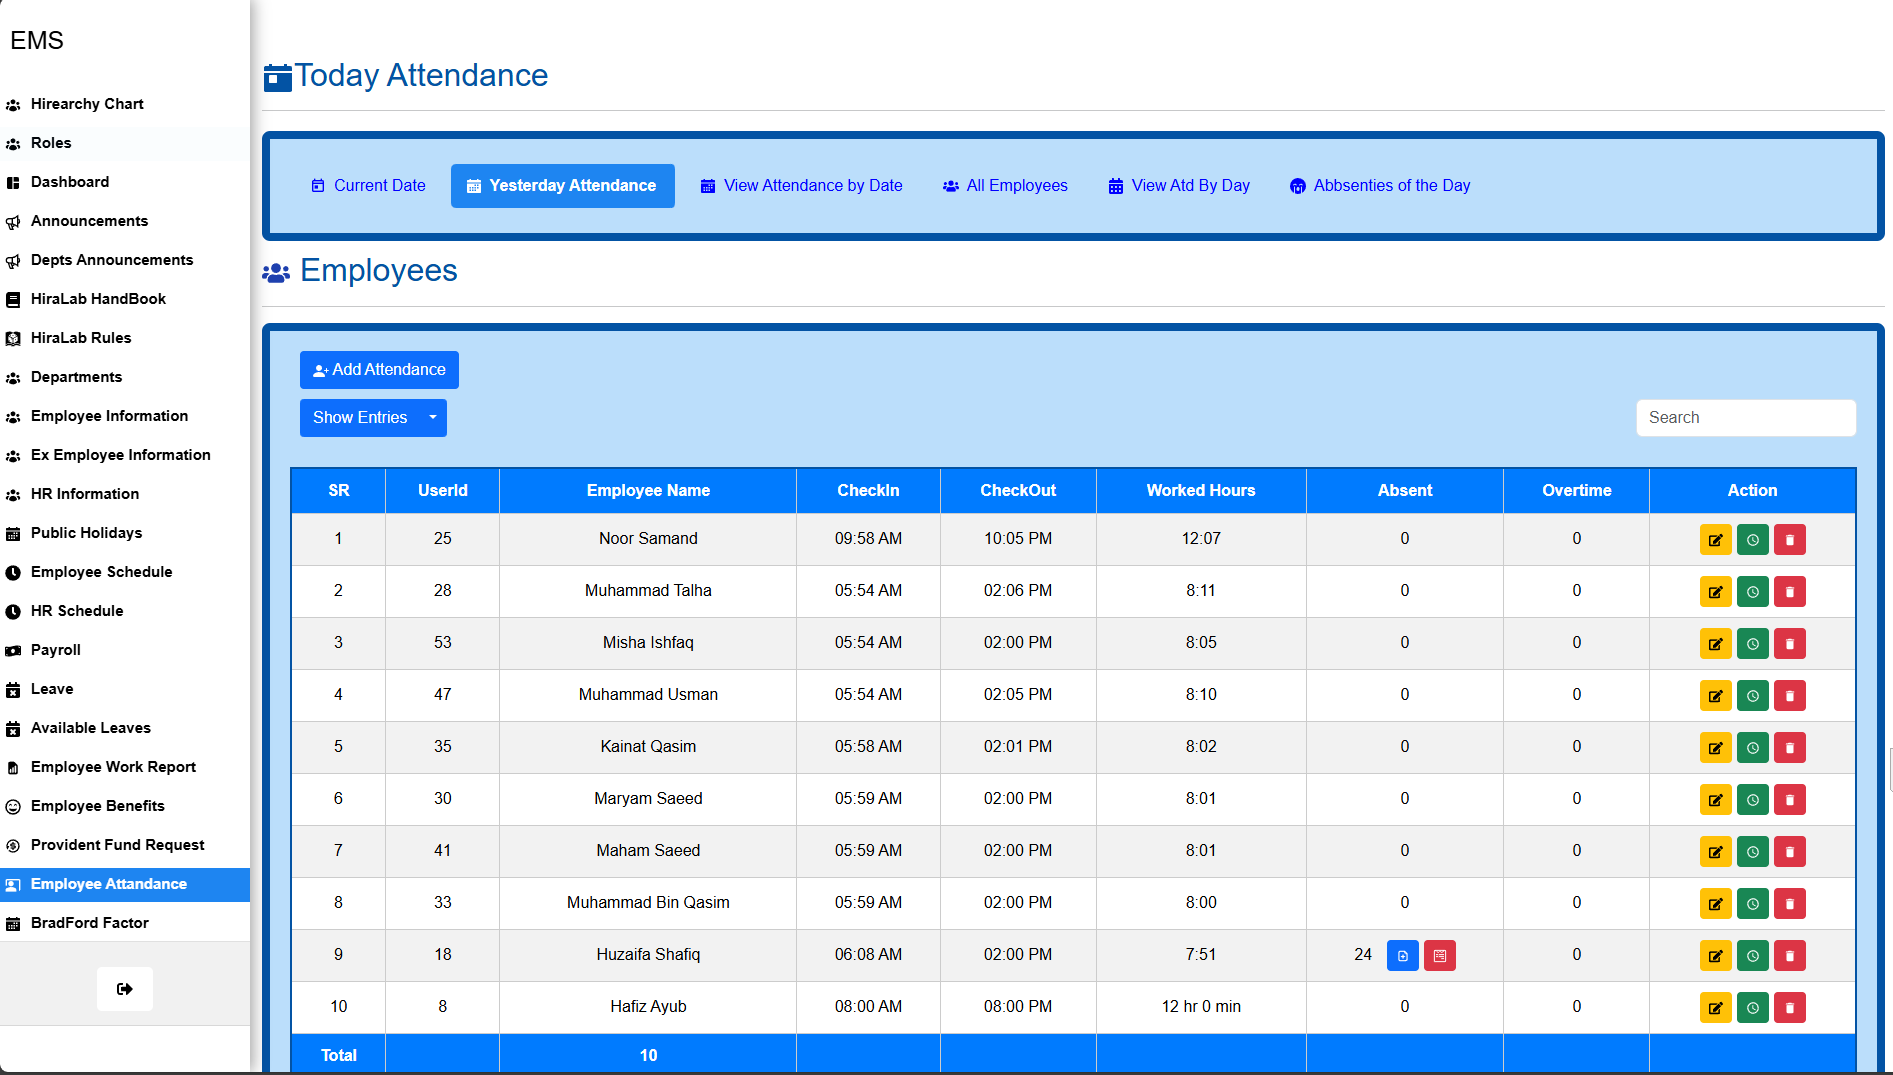 EMS
Hirearchy Chart
Roles
Dashboard
Announcements
Depts Announcements
HiraLab HandBook
HiraLab Rules
Departments
Employee Information
Ex Employee Information
HR Information
Public Holidays
Employee Schedule
HR Schedule
Payroll
Leave
Available Leaves
Employee Work Report
Employee Benefits
Provident Fund Request
Employee Attandance
BradFord Factor
Today Attendance
Current Date Yesterday Attendance View Attendance by Date All Employees View Atd By Day Abbsenties of the Day
Employees
Add Attendance
Show Entries Search
SR UserId Employee Name CheckIn CheckOut Worked Hours Absent Overtime Action
1 25 Noor Samand 09:58 AM 10:05 PM 12:07 0 0
2 28 Muhammad Talha 05:54 AM 02:06 PM 8:11 0 0
3 53 Misha Ishfaq 05:54 AM 02:00 PM 8:05 0 0
4 47 Muhammad Usman 05:54 AM 02:05 PM 8:10 0 0
5 35 Kainat Qasim 05:58 AM 02:01 PM 8:02 0 0
6 30 Maryam Saeed 05:59 AM 02:00 PM 8:01 0 0
7 41 Maham Saeed 05:59 AM 02:00 PM 8:01 0 0
8 33 Muhammad Bin Qasim 05:59 AM 02:00 PM 8:00 0 0
9 18 Huzaifa Shafiq 06:08 AM 02:00 PM 7:51 24 0
10 8 Hafiz Ayub 08:00 AM 08:00 PM 12 hr 0 min 0 0
Total 10